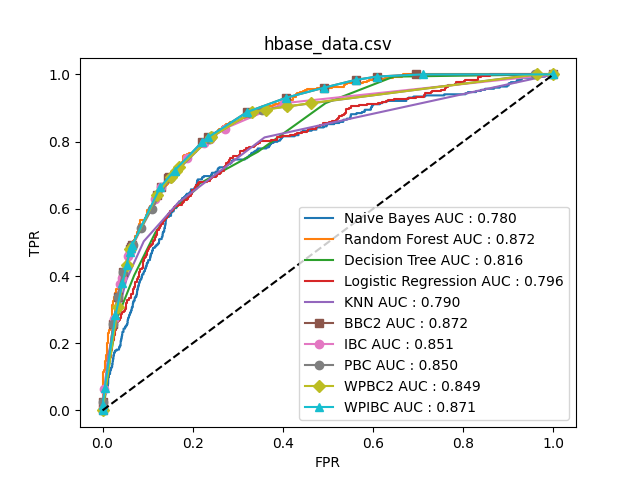 hbase_data.csv
TPR
1.0
0.8
0.6
0.4
0.2
0.0
Naive Bayes AUC : 0.780
Random Forest AUC : 0.872
Decision Tree AUC : 0.816
Logistic Regression AUC : 0.796
KNN AUC : 0.790
BBC2 AUC : 0.872
IBC AUC : 0.851
PBC AUC : 0.850
WPBC2 AUC : 0.849
WPIBC AUC : 0.871
0.0 0.2 0.4 0.6 0.8 1.0
FPR